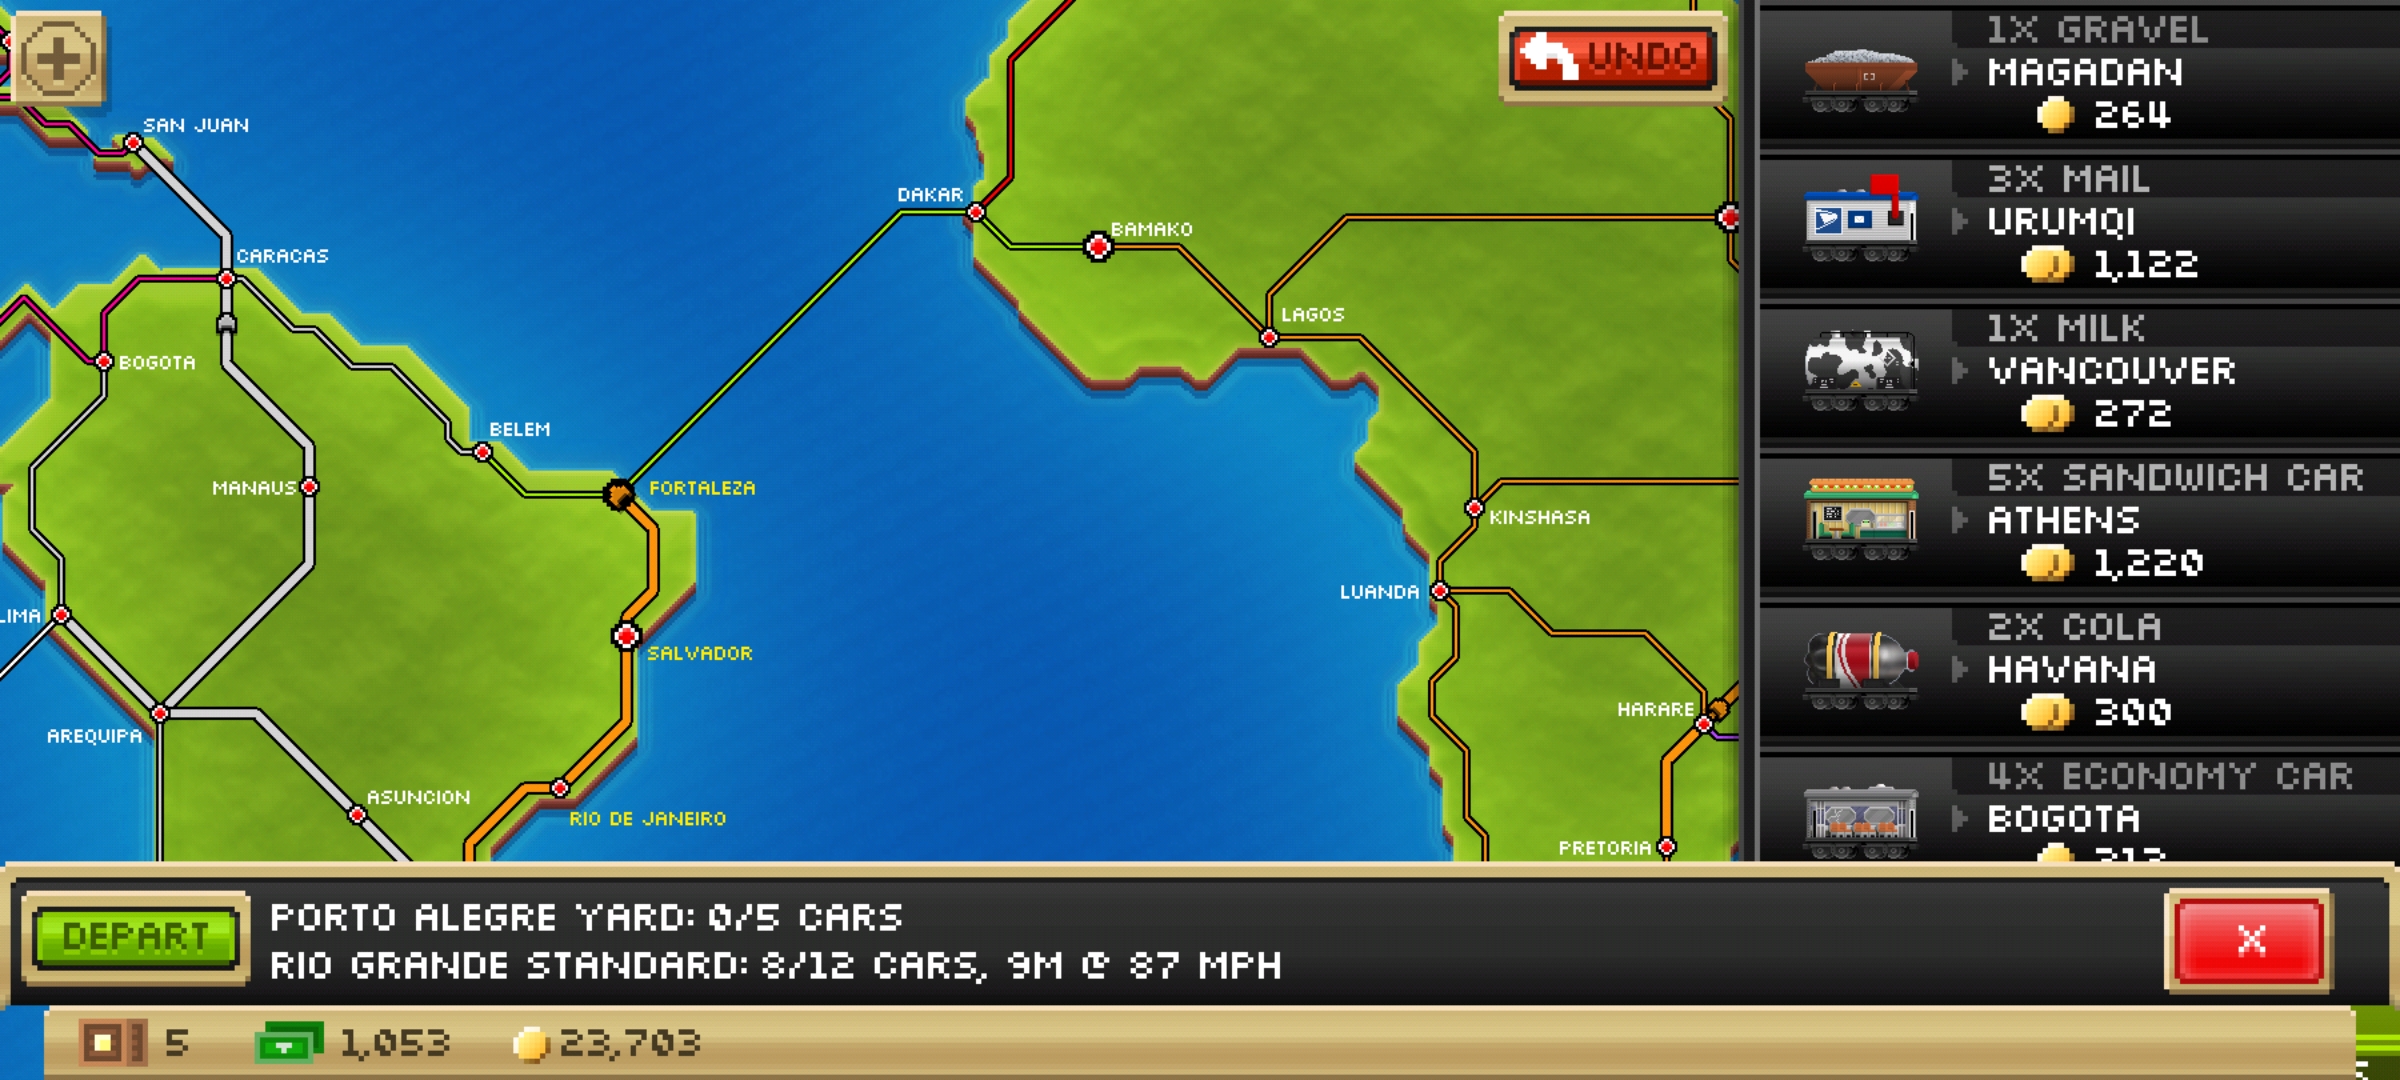 UNDO
SAN JUAN
CARACAS
BOGOTA
BELEM
MANAUS
FORTALEZA
LIMA
SALVADOR
AREQUIPA
ASUNCION
RIO DE JANEIRO
DAKAR
BAMAKO
LAGOS
KINSHASA
LUANDA
HARARE
PRETORIA
1X GRAVEL
MAGADAN
264
3X MAIL
URUMQI
1,122
1X MILK
VANCOUVER
272
5X SANDWICH CAR
ATHENS
1,220
2X COLA
HAVANA
300
4X ECONOMY CAR
BOGOTA
DEPART
PORTO ALEGRE YARD: 0/5 CARS
RIO GRANDE STANDARD: 8/12 CARS, 9M @ 87 MPH
X
5
1,053
23,703